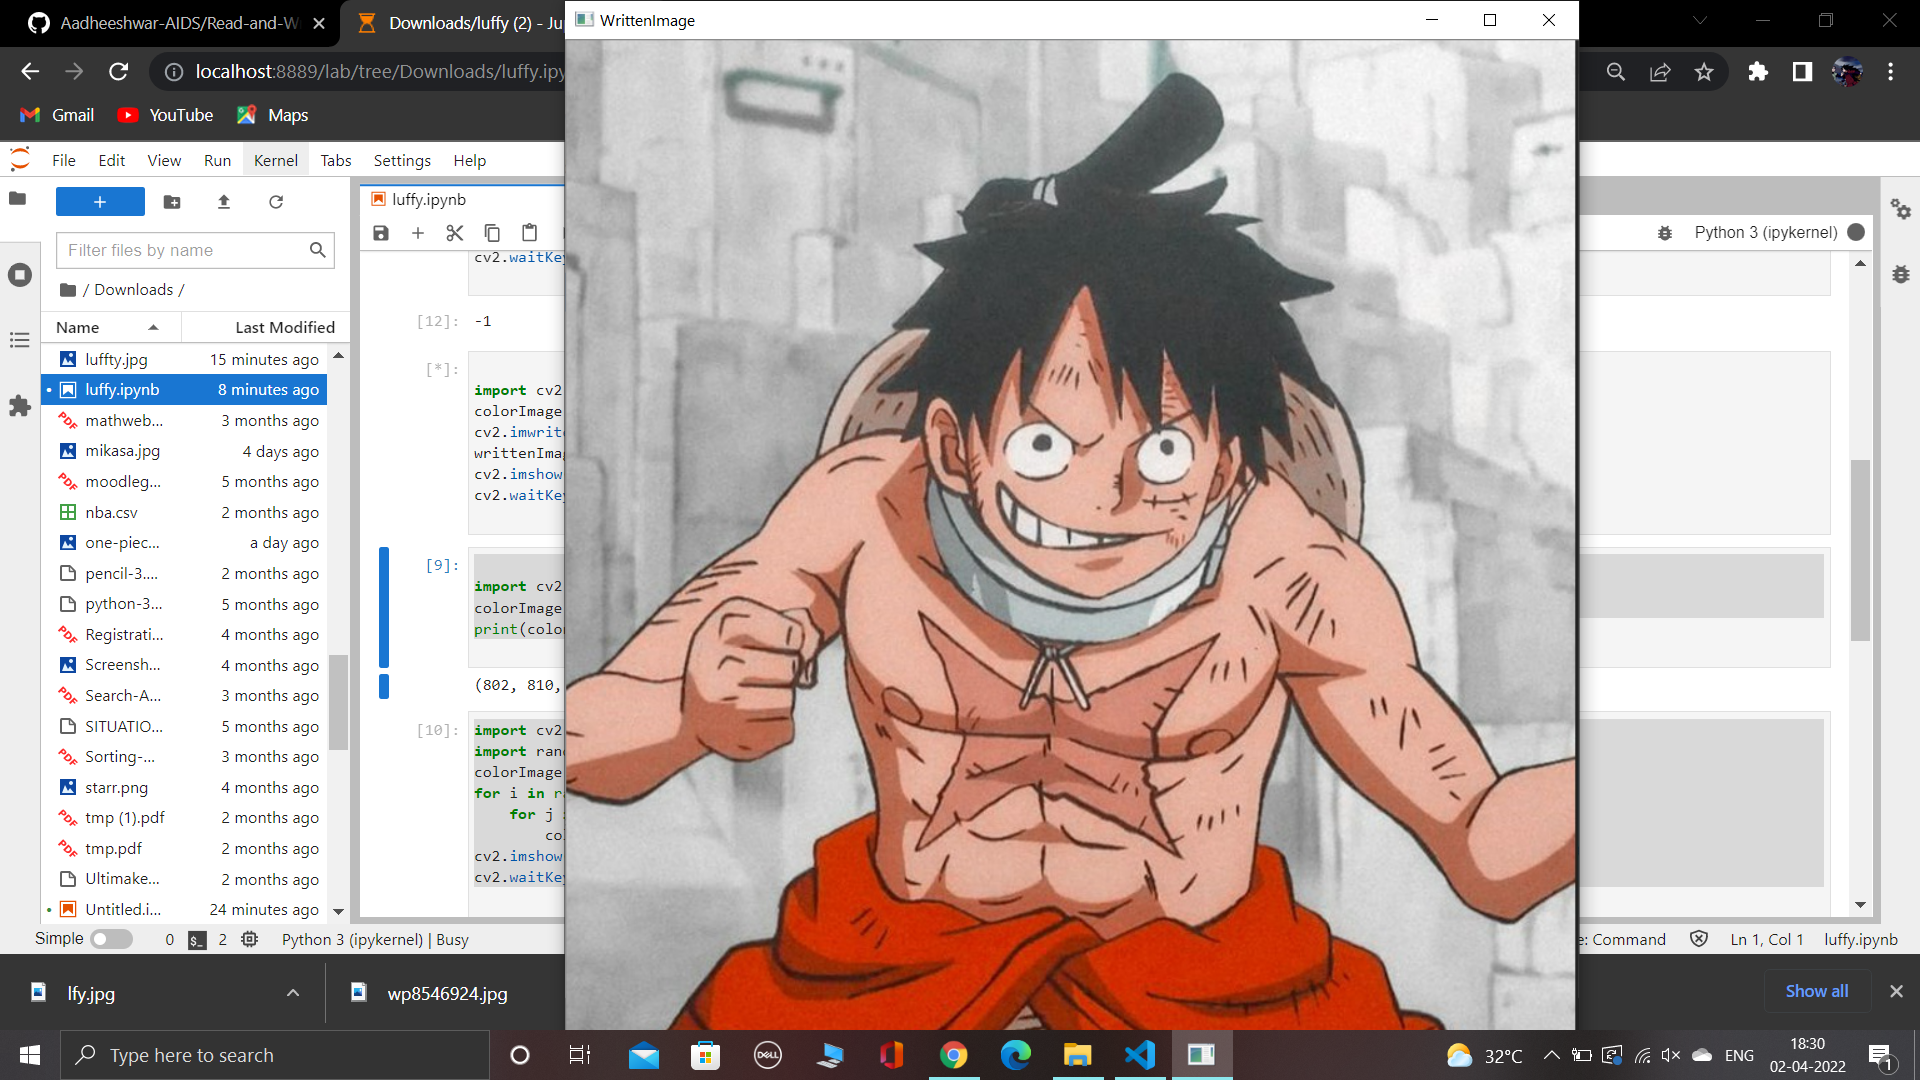 Aadheeshwar-AIDS/Read-and-W
Downloads/luffy (2) - Ju
WrittenImage
localhost:8889/lab/tree/Downloads/luffy.ipy
Gmail
YouTube
Maps
File Edit View Run Kernel Tabs Settings Help
luffy.ipynb
Python 3 (ipykernel)
Filter files by name
/ Downloads /
Name Last Modified
luffty.jpg 15 minutes ago
luffy.ipynb 8 minutes ago
mathweb... 3 months ago
mikasa.jpg 4 days ago
moodleg... 5 months ago
nba.csv 2 months ago
one-piec... a day ago
pencil-3.... 2 months ago
python-3... 5 months ago
Registrati... 4 months ago
Screensh... 4 months ago
Search-A... 3 months ago
SITUATIO... 5 months ago
Sorting-... 3 months ago
starr.png 4 months ago
tmp (1).pdf 2 months ago
tmp.pdf 2 months ago
Ultimake... 2 months ago
Untitled.i... 24 minutes ago
cv2.waitKey
[12]: -1
[*]:
import cv2
colorImage
cv2.imwrite
writtenIma
cv2.imshow
cv2.waitKey
[9]:
import cv2
colorImage
print(color
(802, 810,
[10]: import cv2
import ran
colorImage
for i in r
for j
co
cv2.imshow
cv2.waitKey
Simple 0 $_ 2 Python 3 (ipykernel) | Busy
e: Command Ln 1, Col 1 luffy.ipynb
lfy.jpg
wp8546924.jpg
Show all
Type here to search
DELL
32°C
ENG
18:30
02-04-2022
1